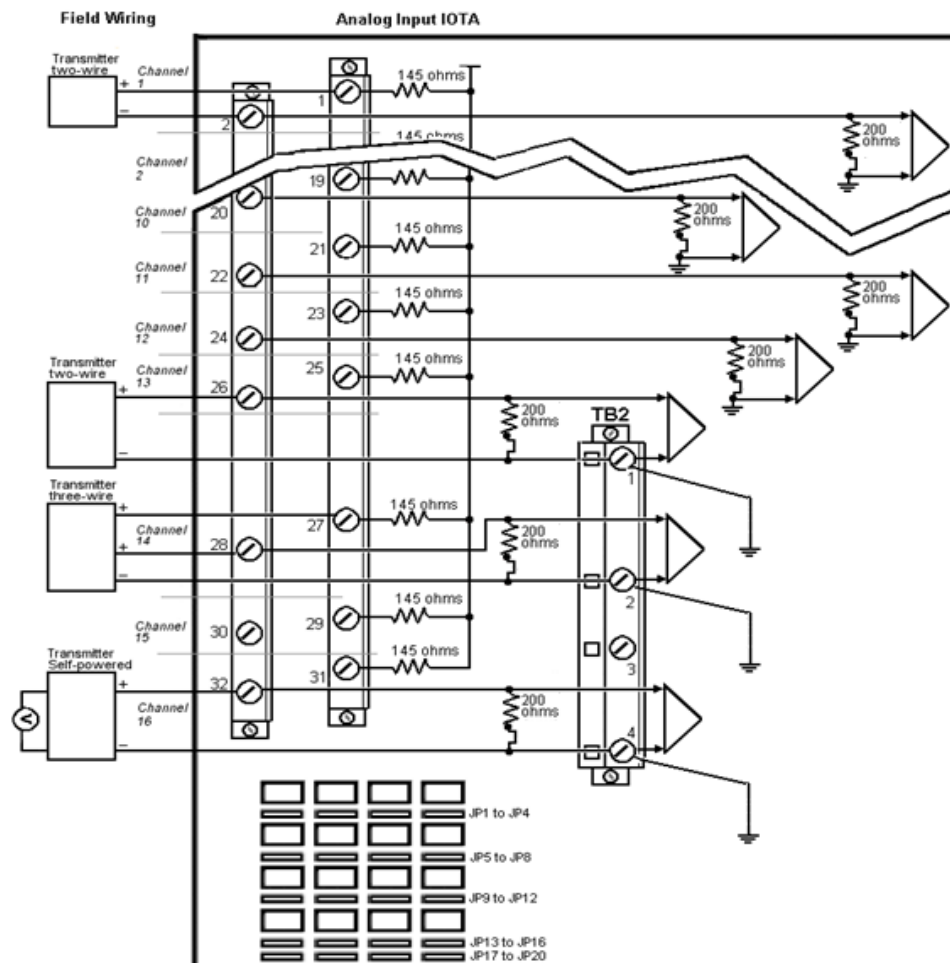 Field Wiring
Analog Input IOTA
Transmitter
two-wire
+
−
Channel
1
1
145 ohms
2
200
ohms
145 ohms
Channel
2
19
20
Channel
10
200
ohms
21
145 ohms
Channel
11
22
145 ohms
200
ohms
23
Channel
12
24
145 ohms
200
ohms
25
Transmitter
two-wire
+
−
Channel
13
26
200
ohms
TB2
1
Transmitter
three-wire
+
+
−
Channel
14
27
145 ohms
28
200
ohms
2
Channel
15
29
145 ohms
30
3
31
145 ohms
Transmitter
Self-powered
V
+
−
32
Channel
16
200
ohms
4
JP1 to JP4
JP5 to JP8
JP9 to JP12
JP13 to JP16
JP17 to JP20